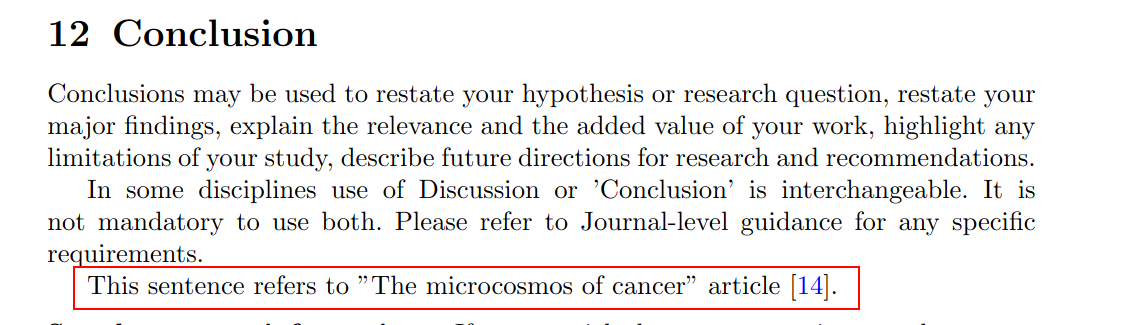 12 Conclusion
Conclusions may be used to restate your hypothesis or research question, restate your
major findings, explain the relevance and the added value of your work, highlight any
limitations of your study, describe future directions for research and recommendations.
In some disciplines use of Discussion or ’Conclusion’ is interchangeable. It is
not mandatory to use both. Please refer to Journal-level guidance for any specific
requirements.
This sentence refers to ”The microcosmos of cancer” article [14].